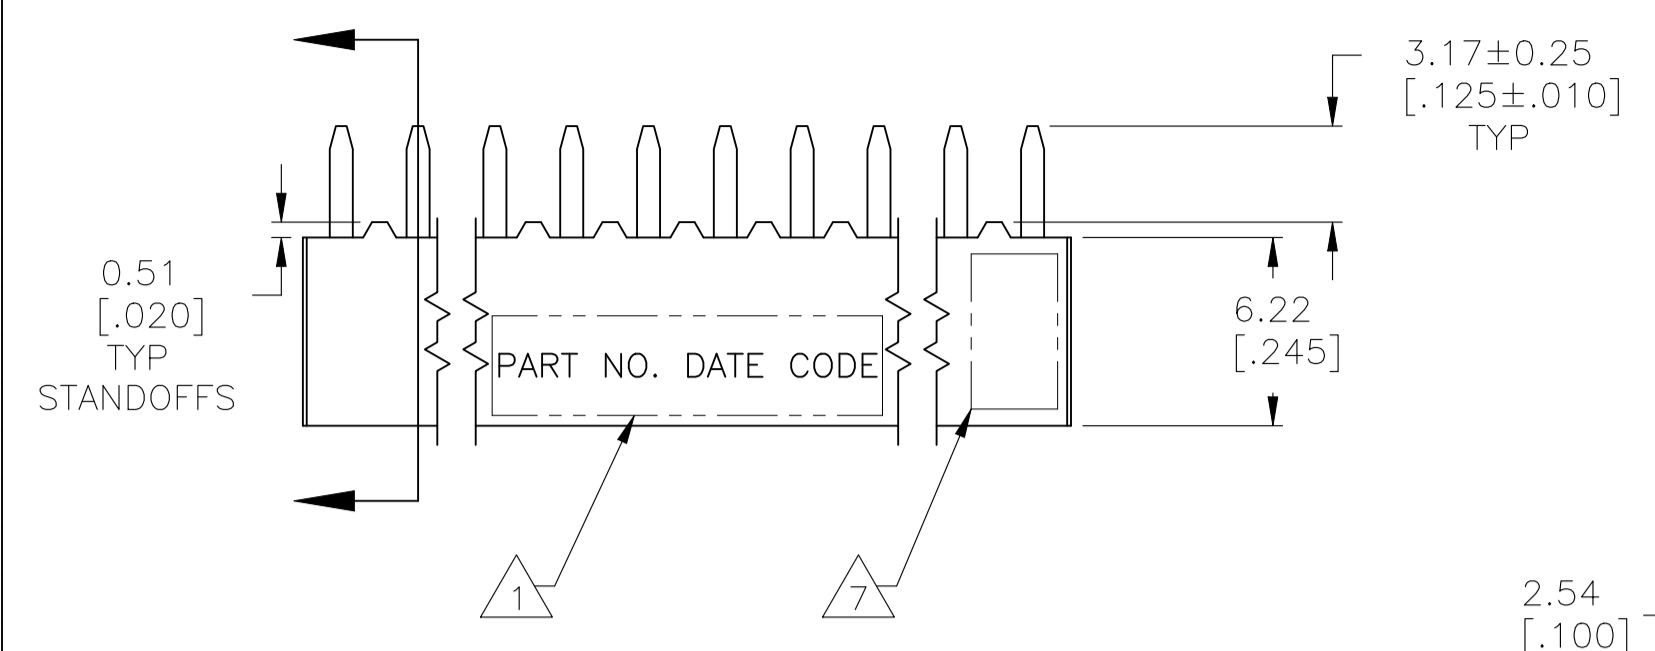 3.17±0.25
[.125±.010]
TYP
0.51
[.020]
TYP
STANDOFFS
6.22
[.245]
PART NO. DATE CODE
1
7
2.54
[.100]